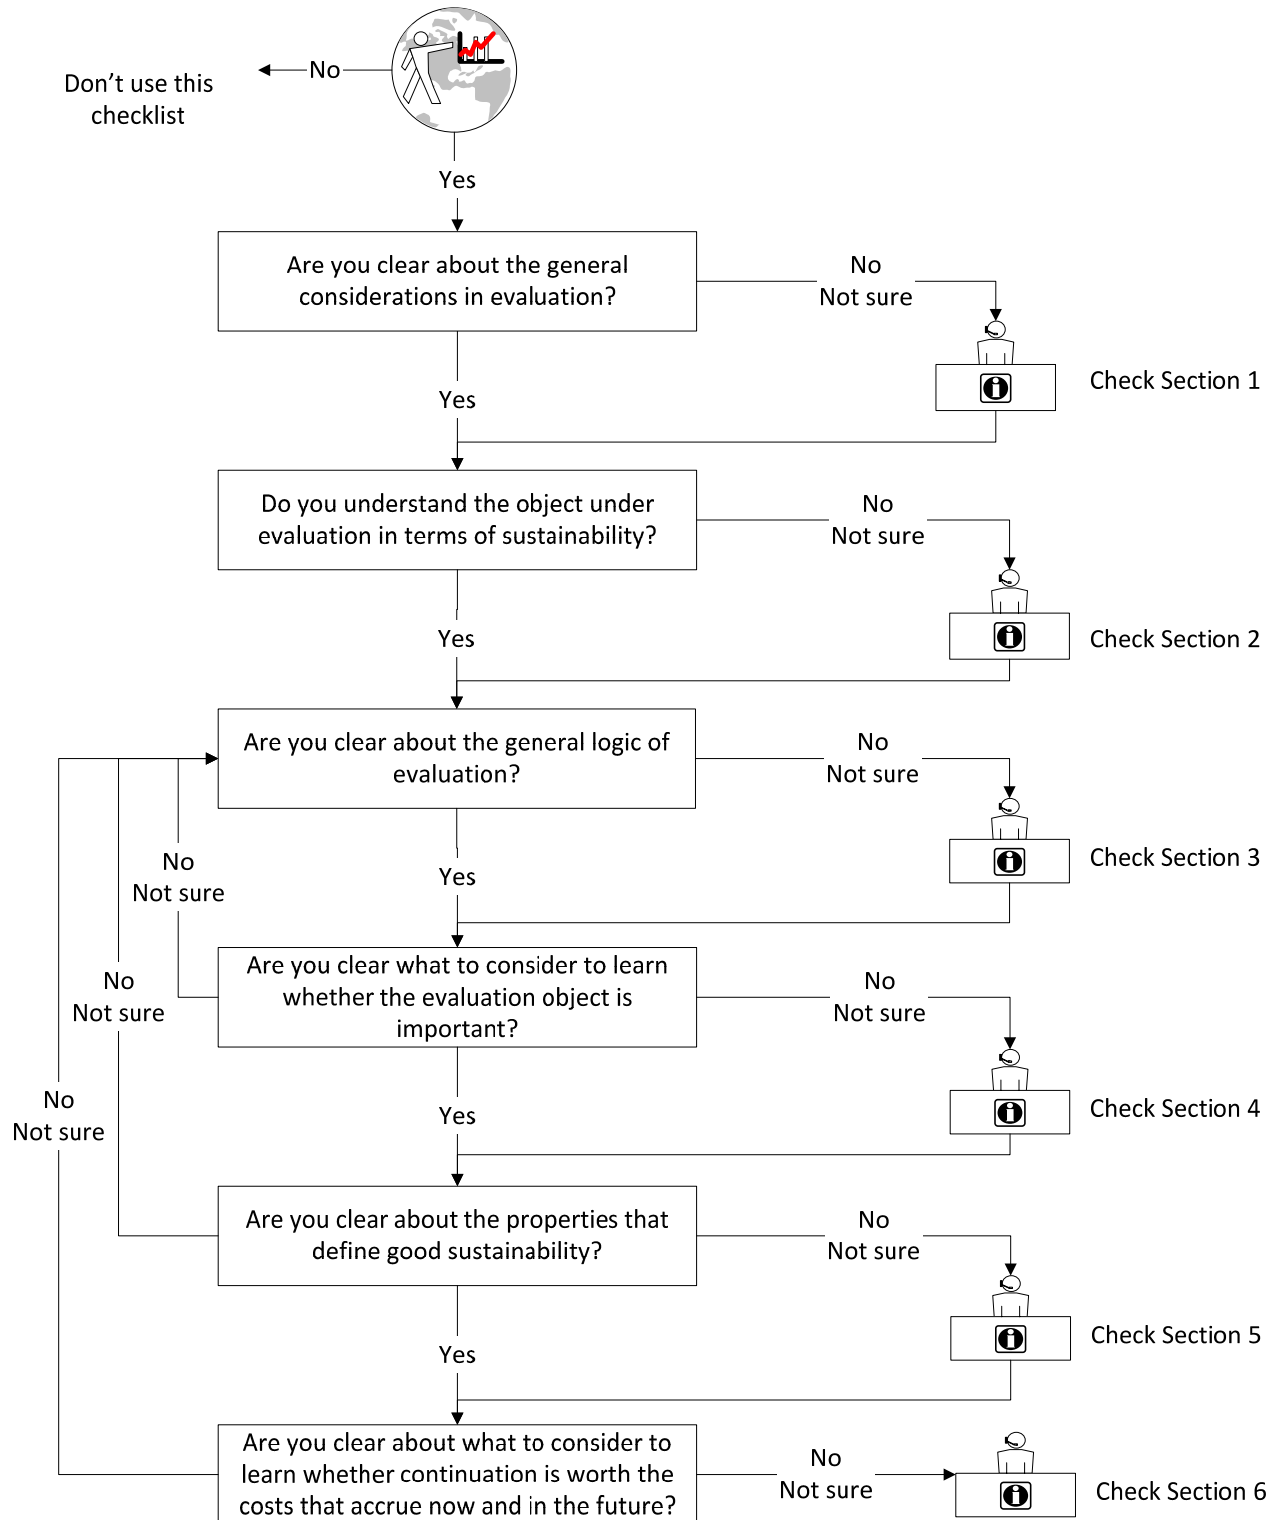 Don’t use this
checklist
No
Yes
Are you clear about the general
considerations in evaluation?
No
Not sure
Check Section 1
Yes
Do you understand the object under
evaluation in terms of sustainability?
No
Not sure
Check Section 2
Yes
Are you clear about the general logic of
evaluation?
No
Not sure
Check Section 3
No
Not sure
Yes
Are you clear what to consider to learn
whether the evaluation object is
important?
No
Not sure
Check Section 4
No
Not sure
Yes
Are you clear about the properties that
define good sustainability?
No
Not sure
Check Section 5
No
Not sure
Yes
Are you clear about what to consider to
learn whether continuation is worth the
costs that accrue now and in the future?
No
Not sure
Check Section 6